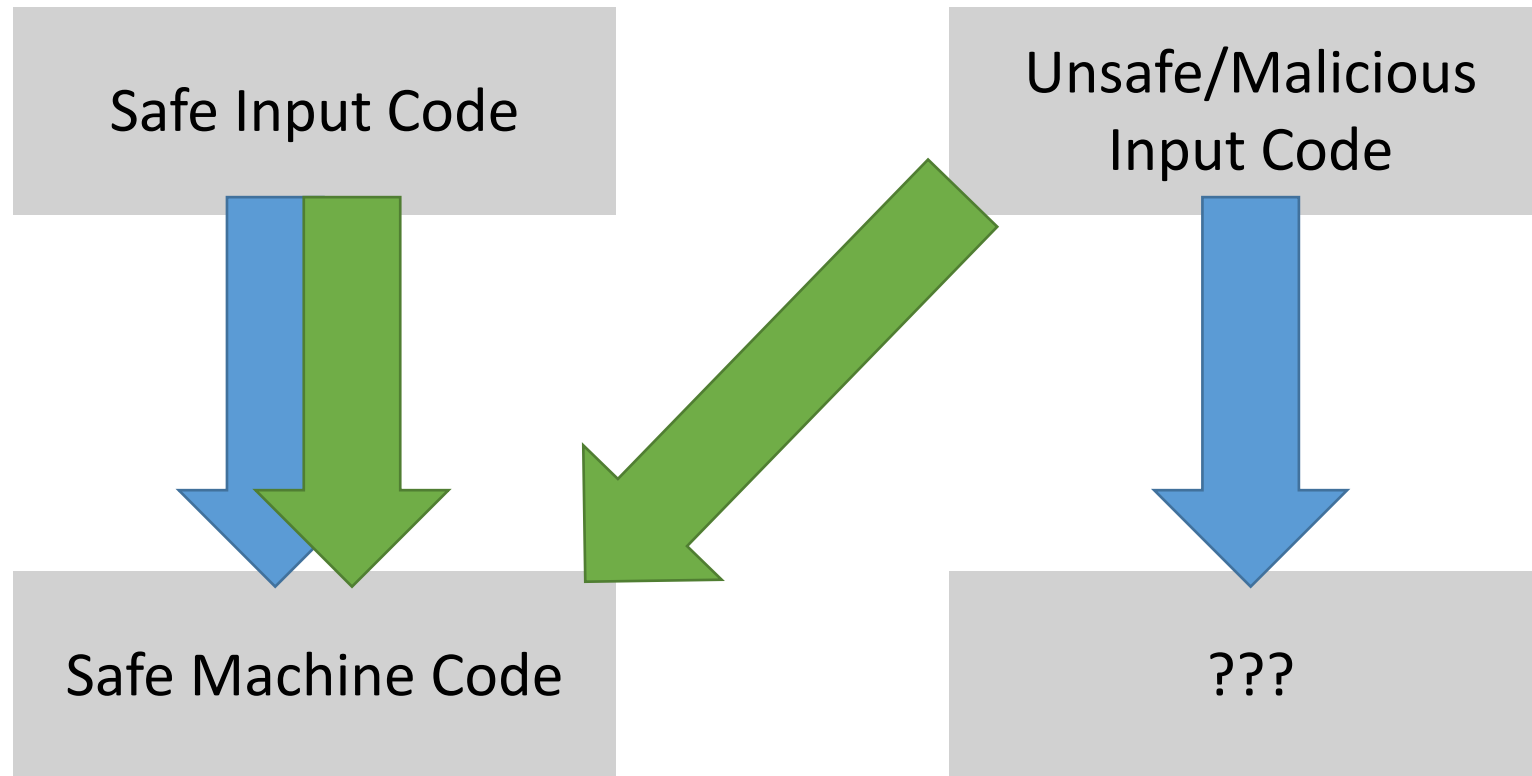 Safe Input Code
Unsafe/Malicious
Input Code
Safe Machine Code
???